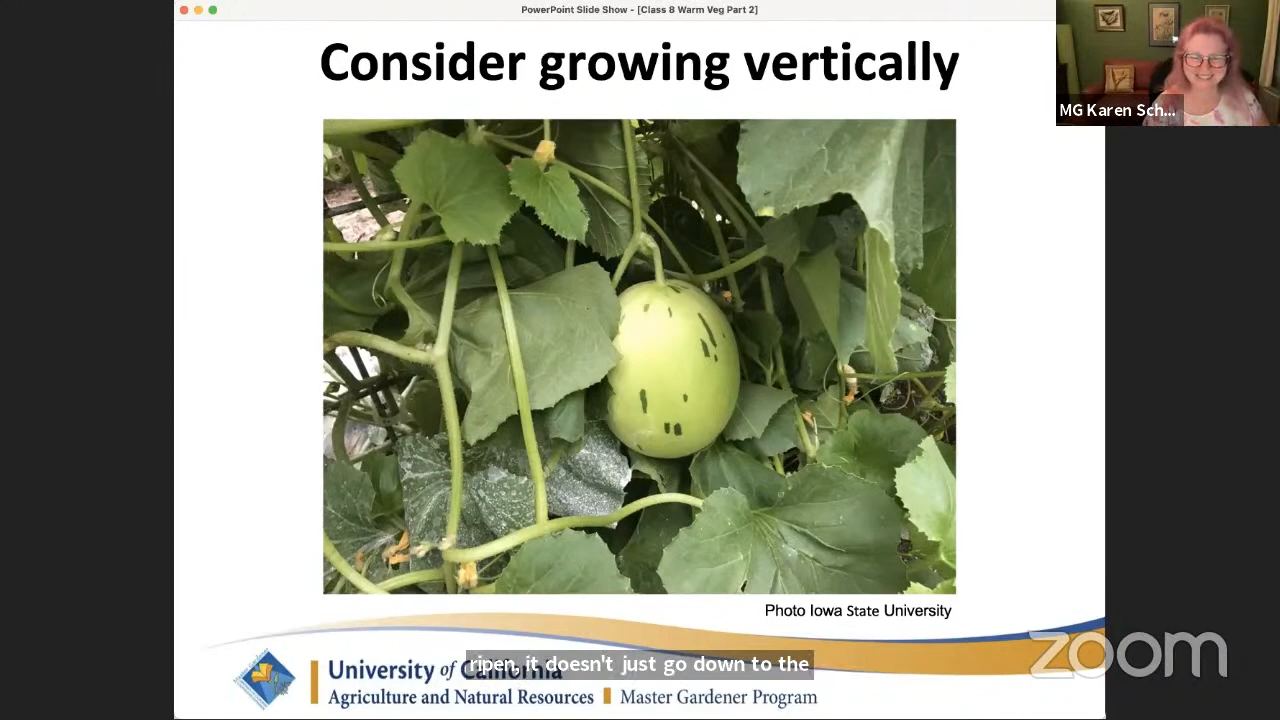 PowerPoint Slide Show - [Class 8 Warm Veg Part 2]
Consider growing vertically
MG Karen Sch...
Photo Iowa State University
University of California
ripen, it doesn't just go down to the
Agriculture and Natural Resources Master Gardener Program
zoom